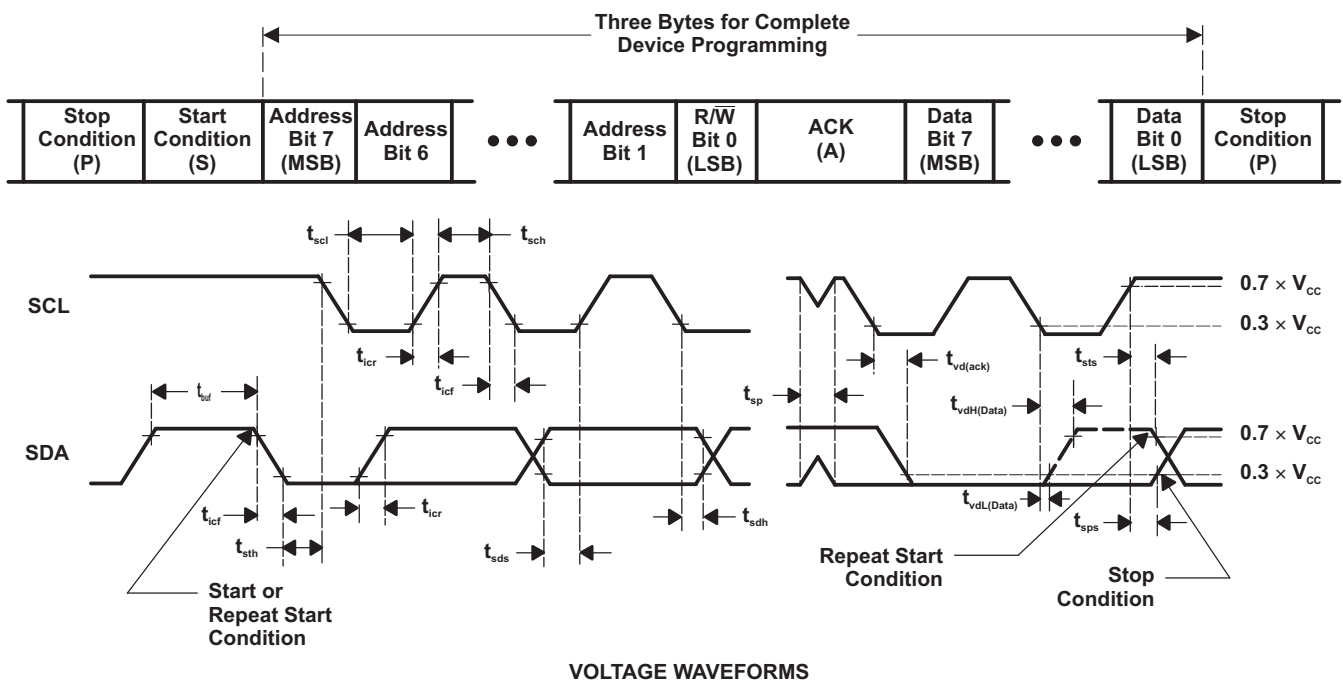 Three Bytes for Complete
Device Programming
Stop
Condition
(P)
Start
Condition
(S)
Address
Bit 7
(MSB)
Address
Bit 6
•••
Address
Bit 1
R/W̅
Bit 0
(LSB)
ACK
(A)
Data
Bit 7
(MSB)
•••
Data
Bit 0
(LSB)
Stop
Condition
(P)
tscl
tsch
SCL
0.7 × VCC
0.3 × VCC
ticr
ticf
tbuf
tsp
tvd(ack)
tsts
tvdH(Data)
SDA
0.7 × VCC
0.3 × VCC
ticf
ticr
tsth
tsds
tsdh
tvdL(Data)
tsps
Start or
Repeat Start
Condition
Repeat Start
Condition
Stop
Condition
VOLTAGE WAVEFORMS